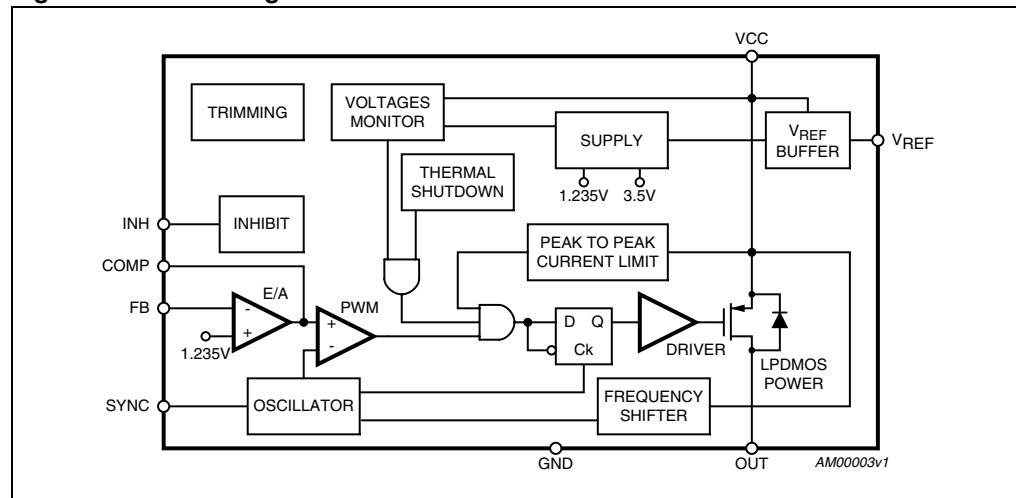 VCC
TRIMMING
VOLTAGES
MONITOR
SUPPLY
VREF
BUFFER
VREF
THERMAL
SHUTDOWN
1.235V
3.5V
INH
INHIBIT
PEAK TO PEAK
CURRENT LIMIT
COMP
FB
E/A
-
+
1.235V
PWM
+
-
D Q
Ck
DRIVER
LPDMOS
POWER
SYNC
OSCILLATOR
FREQUENCY
SHIFTER
GND
OUT
AM00003v1